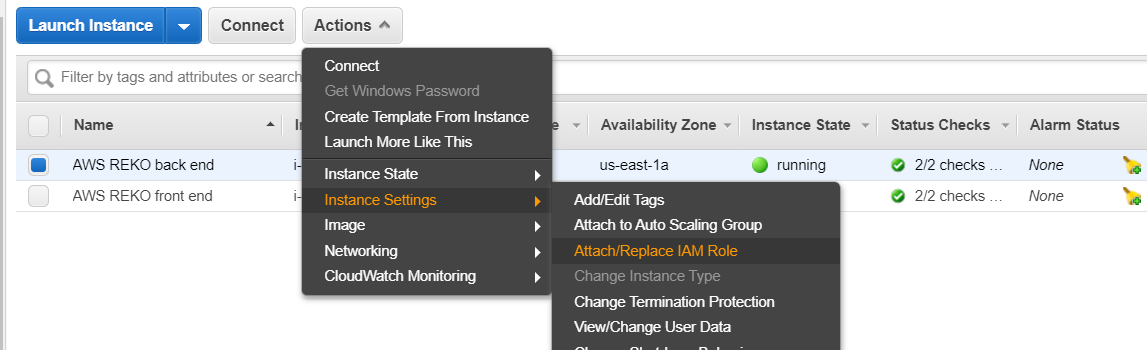 Launch Instance Connect Actions
Connect
Filter by tags and attributes or search
Get Windows Password
Create Template From Instance
Name Availability Zone Instance State Status Checks Alarm Status
Launch More Like This
AWS REKO back end i- us-east-1a running 2/2 checks ... None
Instance State
AWS REKO front end i- 2/2 checks ... None
Instance Settings
Add/Edit Tags
Image
Attach to Auto Scaling Group
Networking
Attach/Replace IAM Role
CloudWatch Monitoring
Change Instance Type
Change Termination Protection
View/Change User Data